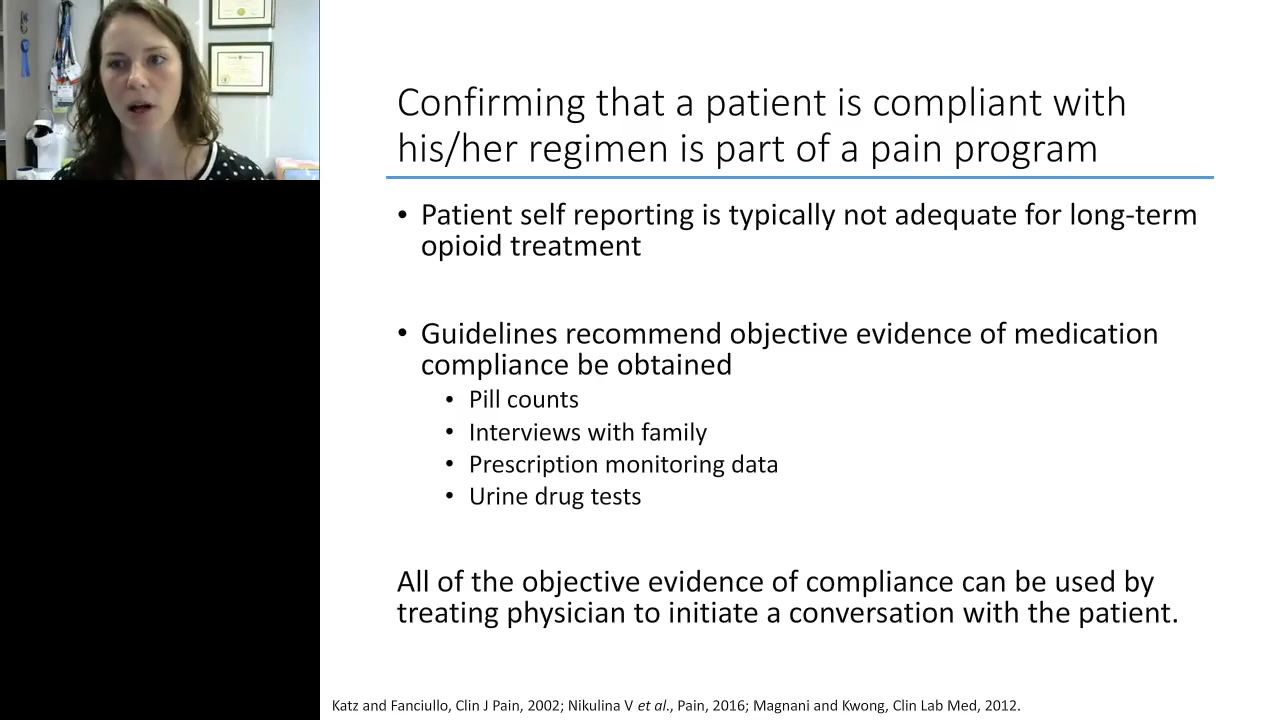 Confirming that a patient is compliant with
his/her regimen is part of a pain program
• Patient self reporting is typically not adequate for long-term
opioid treatment
• Guidelines recommend objective evidence of medication
compliance be obtained
• Pill counts
• Interviews with family
• Prescription monitoring data
• Urine drug tests
All of the objective evidence of compliance can be used by
treating physician to initiate a conversation with the patient.
Katz and Fanciullo, Clin J Pain, 2002; Nikulina V et al., Pain, 2016; Magnani and Kwong, Clin Lab Med, 2012.